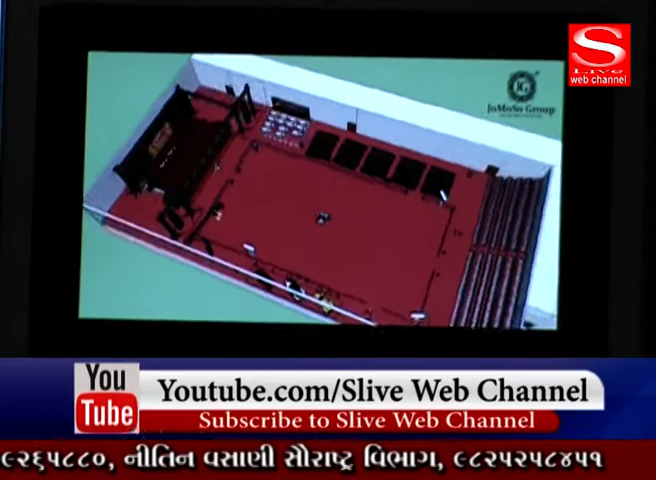 S
Live
web channel
JoMoSo Group
You
Tube
Youtube.com/Slive Web Channel
Subscribe to Slive Web Channel
૯૨૬૫૮૮૦, નીતિન વસાણી સૌરાષ્ટ્ર વિભાગ, ૯૮૨૫૨૫૮૪૫૧